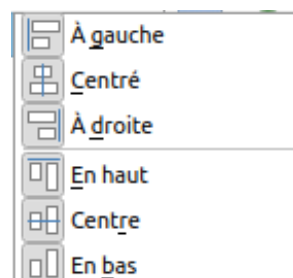 À gauche
Centré
À droite
En haut
Centre
En bas